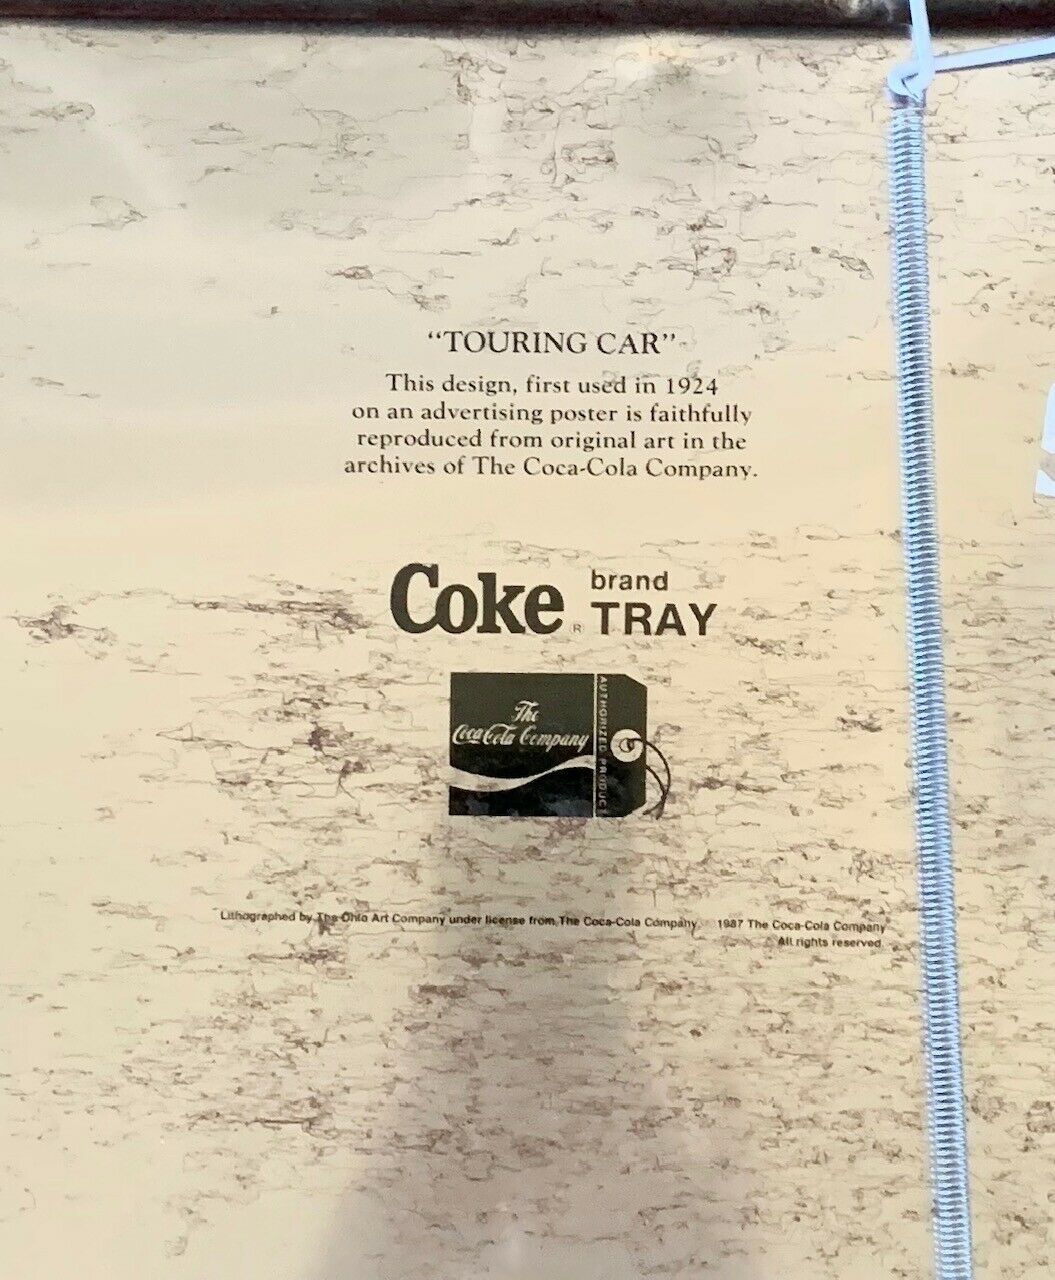 “TOURING CAR”
This design, first used in 1924
on an advertising poster is faithfully
reproduced from original art in the
archives of The Coca-Cola Company.
Coke ® brand
TRAY
The
Coca-Cola Company
AUTHORIZED PRODUCT
Lithographed by The Ohio Art Company under license from The Coca-Cola Company 1987 The Coca-Cola Company
All rights reserved